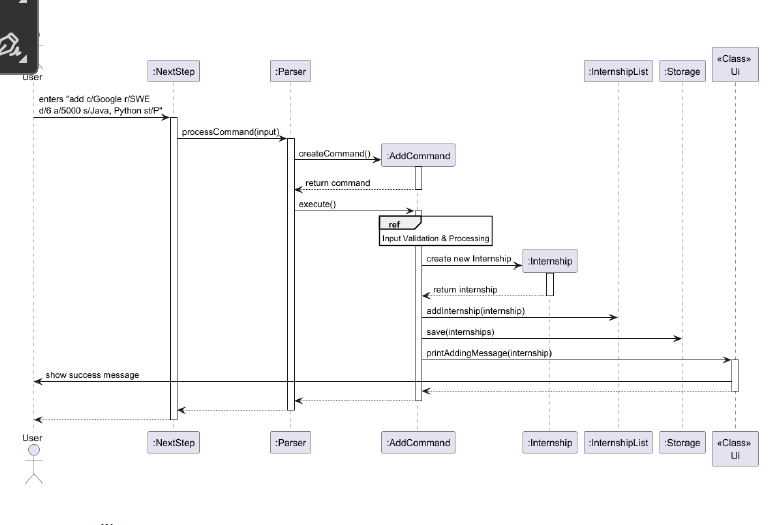 User
:NextStep
:Parser
:InternshipList
:Storage
«Class»
Ui
enters "add c/Google r/SWE
d/6 a/5000 s/Java, Python st/P"
processCommand(input)
createCommand()
:AddCommand
return command
execute()
ref
Input Validation & Processing
create new Internship
:Internship
return internship
addInternship(internship)
save(internships)
printAddingMessage(internship)
show success message
User
:NextStep
:Parser
:AddCommand
:Internship
:InternshipList
:Storage
«Class»
Ui